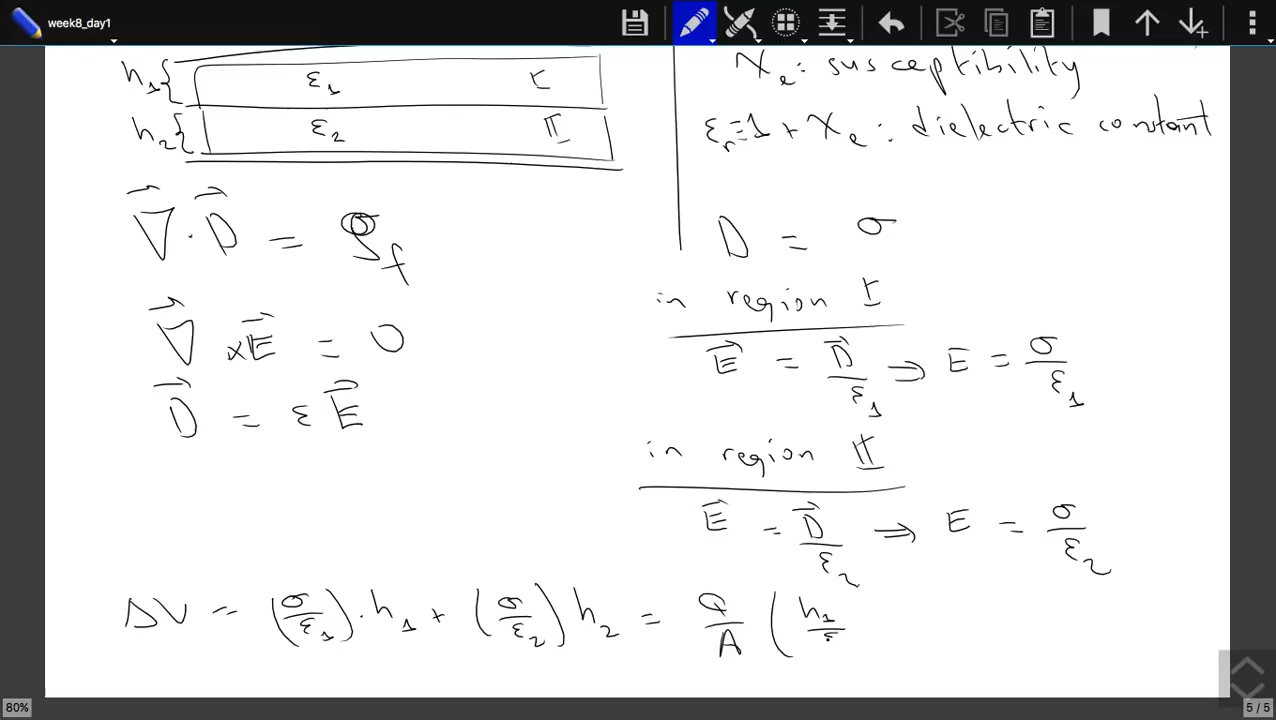 week8_day1
h₁{ ε₁ I
h₂{ ε₂ II
χₑ: susceptibility
εᵣ=1 + χₑ: dielectric constant
∇⃗·D⃗ = ρ_f
∇⃗×E⃗ = 0
D⃗ = εE⃗
D = σ
in region I
E⃗ = D⃗/ε₁ ⇒ E = σ/ε₁
in region II
E⃗ = D⃗/ε₂ ⇒ E = σ/ε₂
ΔV = (σ/ε₁)·h₁ + (σ/ε₂)h₂ = Q/A (h₁/ε
80%
5 / 5